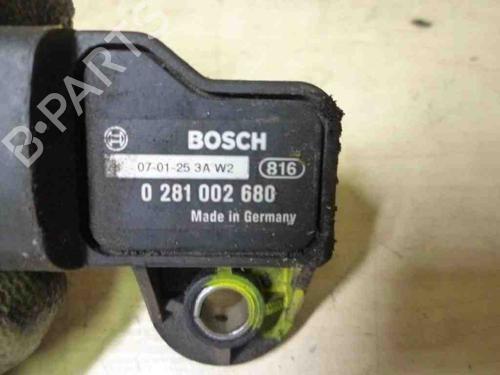 B-PARTS
BOSCH
07-01-25 3A W2 816
0 281 002 680
Made in Germany